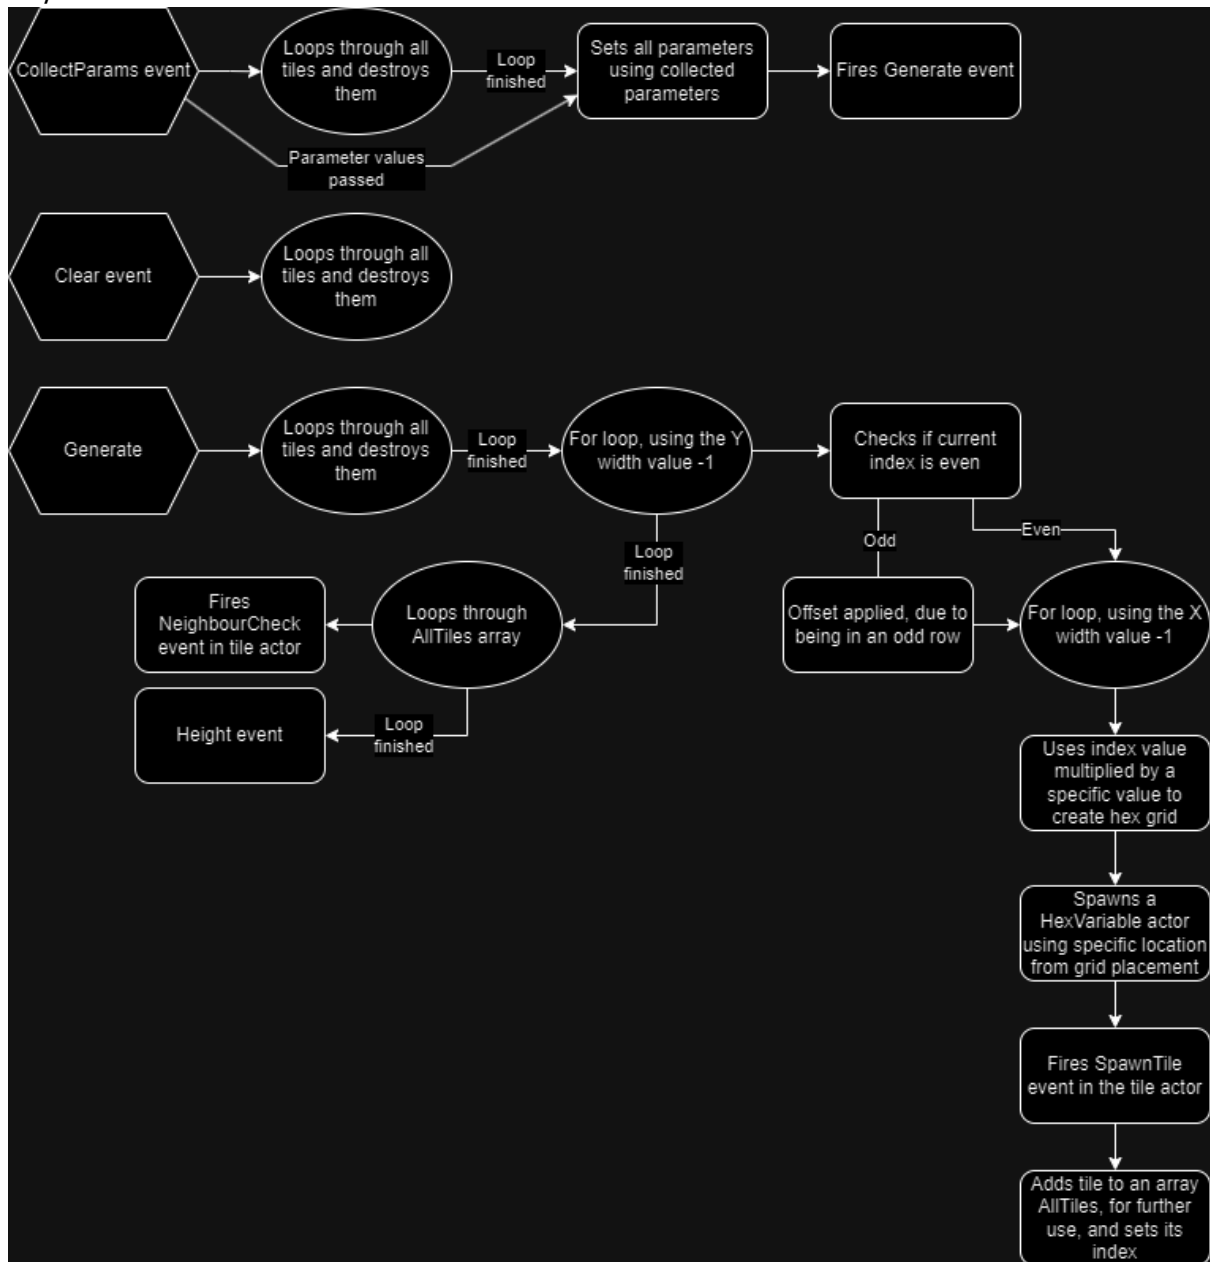 CollectParams event
Loops through all
tiles and destroys
them
Loop
finished
Sets all parameters
using collected
parameters
Fires Generate event
Parameter values
passed
Clear event
Loops through all
tiles and destroys
them
Generate
Loops through all
tiles and destroys
them
Loop
finished
For loop, using the Y
width value -1
Checks if current
index is even
Odd
Even
Loop
finished
Fires
NeighbourCheck
event in tile actor
Loops through
AllTiles array
Offset applied, due to
being in an odd row
For loop, using the X
width value -1
Height event
Loop
finished
Uses index value
multiplied by a
specific value to
create hex grid
Spawns a
HexVariable actor
using specific location
from grid placement
Fires SpawnTile
event in the tile actor
Adds tile to an array
AllTiles, for further
use, and sets its
index